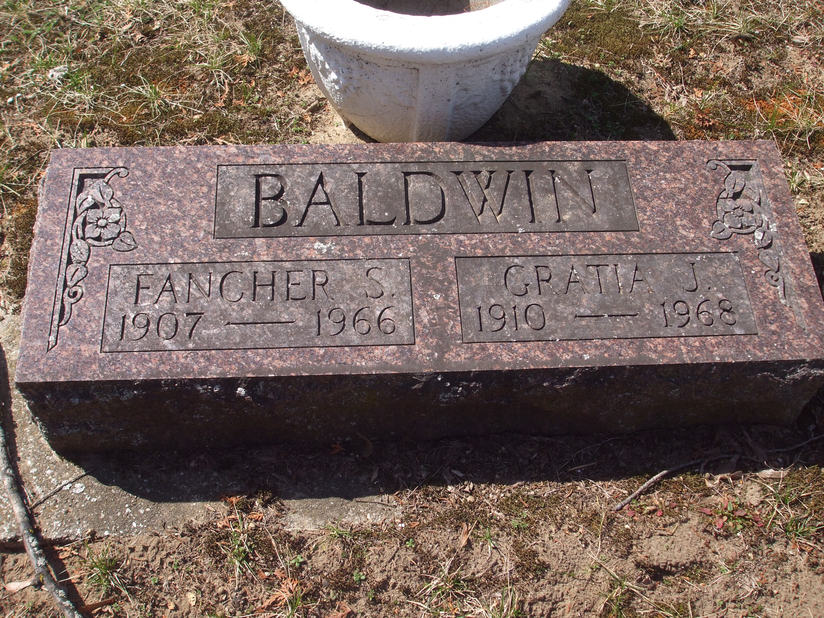 BALDWIN
FANCHER S.
1907 — 1966
GRATIA J.
1910 — 1968